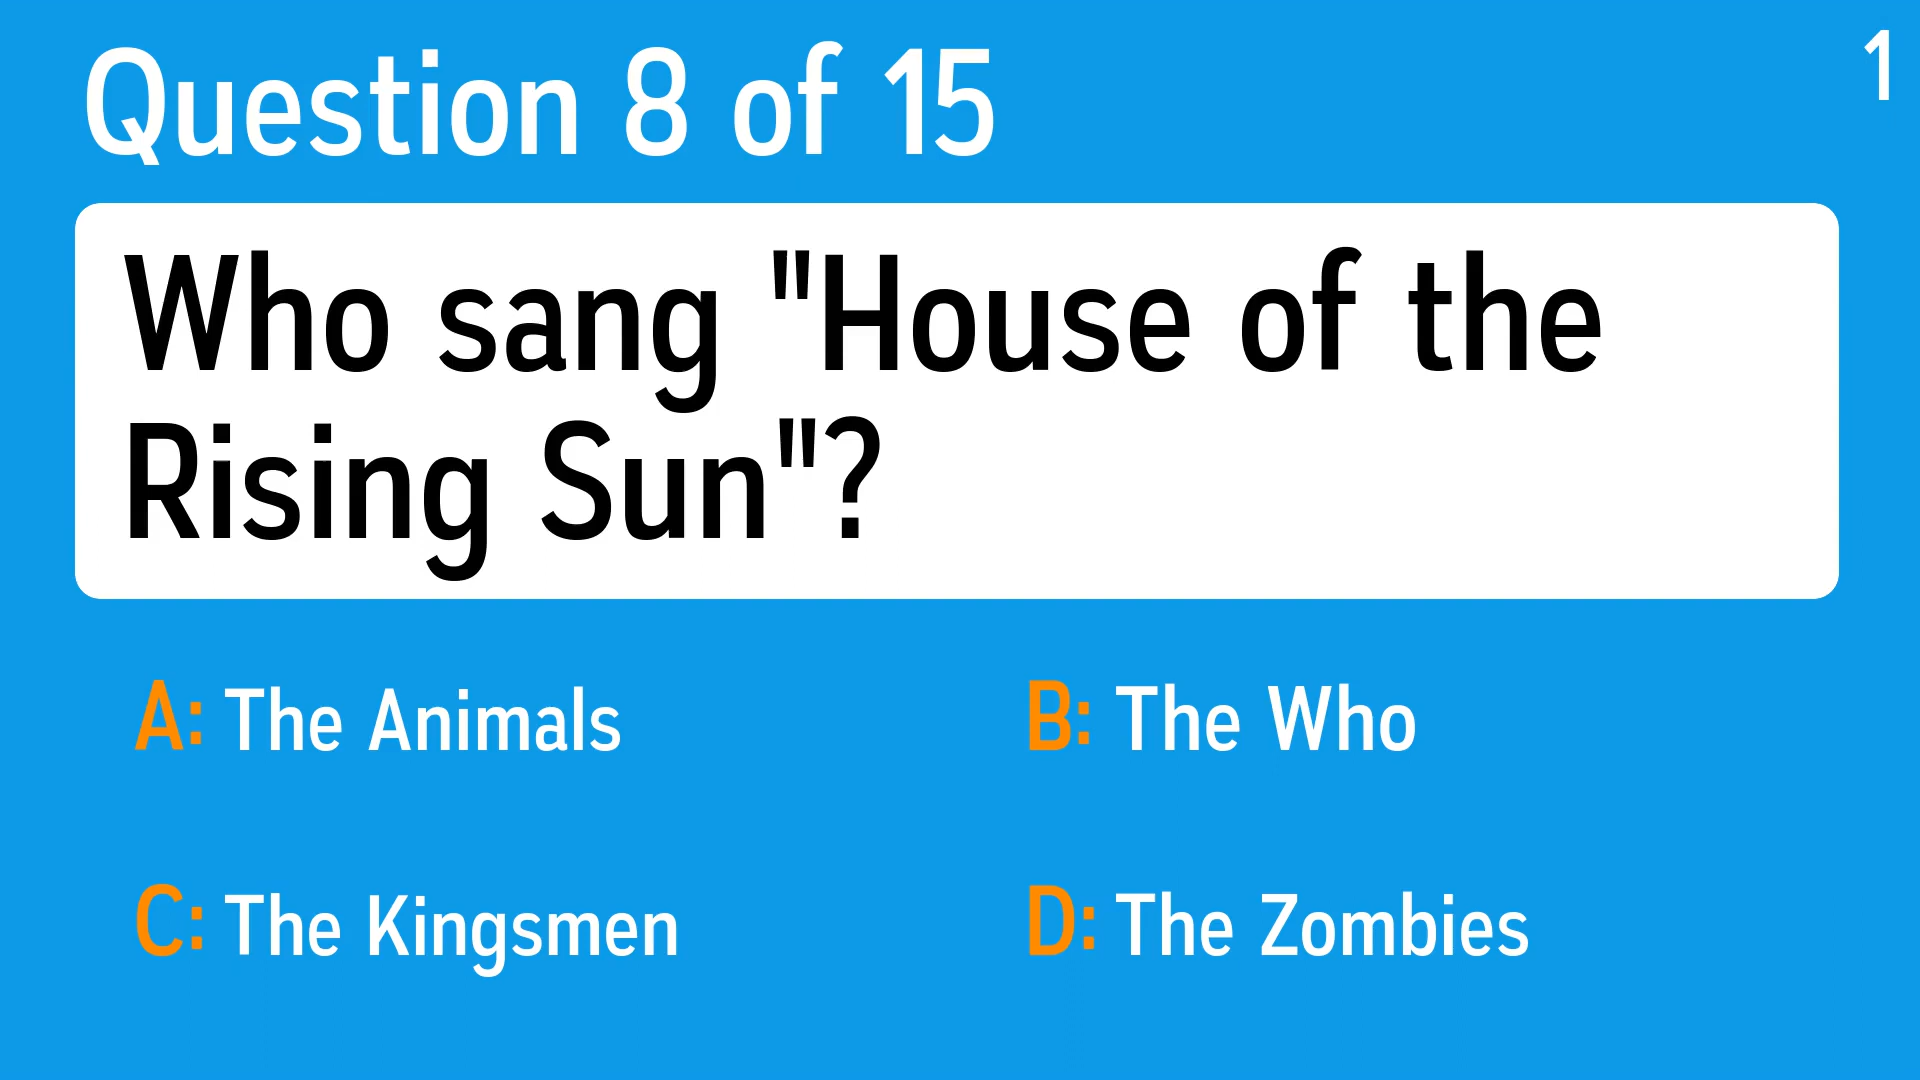 Question 8 of 15
1
Who sang "House of the
Rising Sun"?
A: The Animals
B: The Who
C: The Kingsmen
D: The Zombies